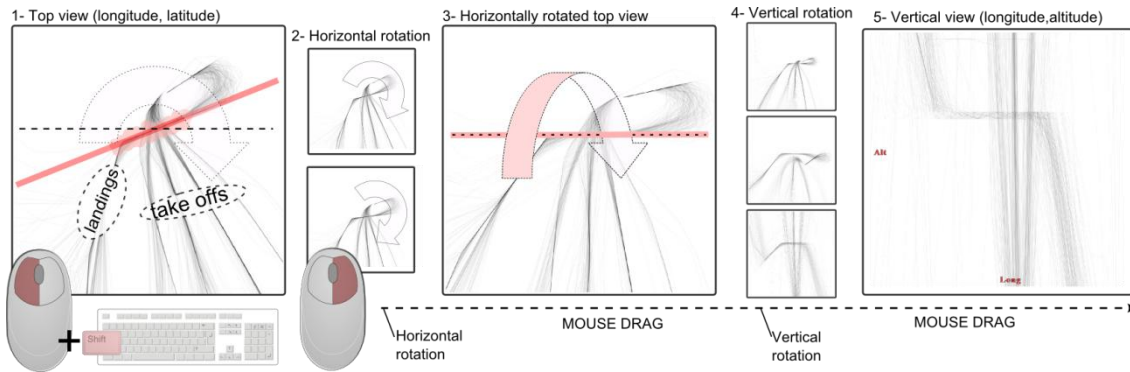 1- Top view (longitude, latitude)
landings
take offs
Shift
2- Horizontal rotation
3- Horizontally rotated top view
4- Vertical rotation
5- Vertical view (longitude,altitude)
Alt
Long
Horizontal
rotation
MOUSE DRAG
Vertical
rotation
MOUSE DRAG